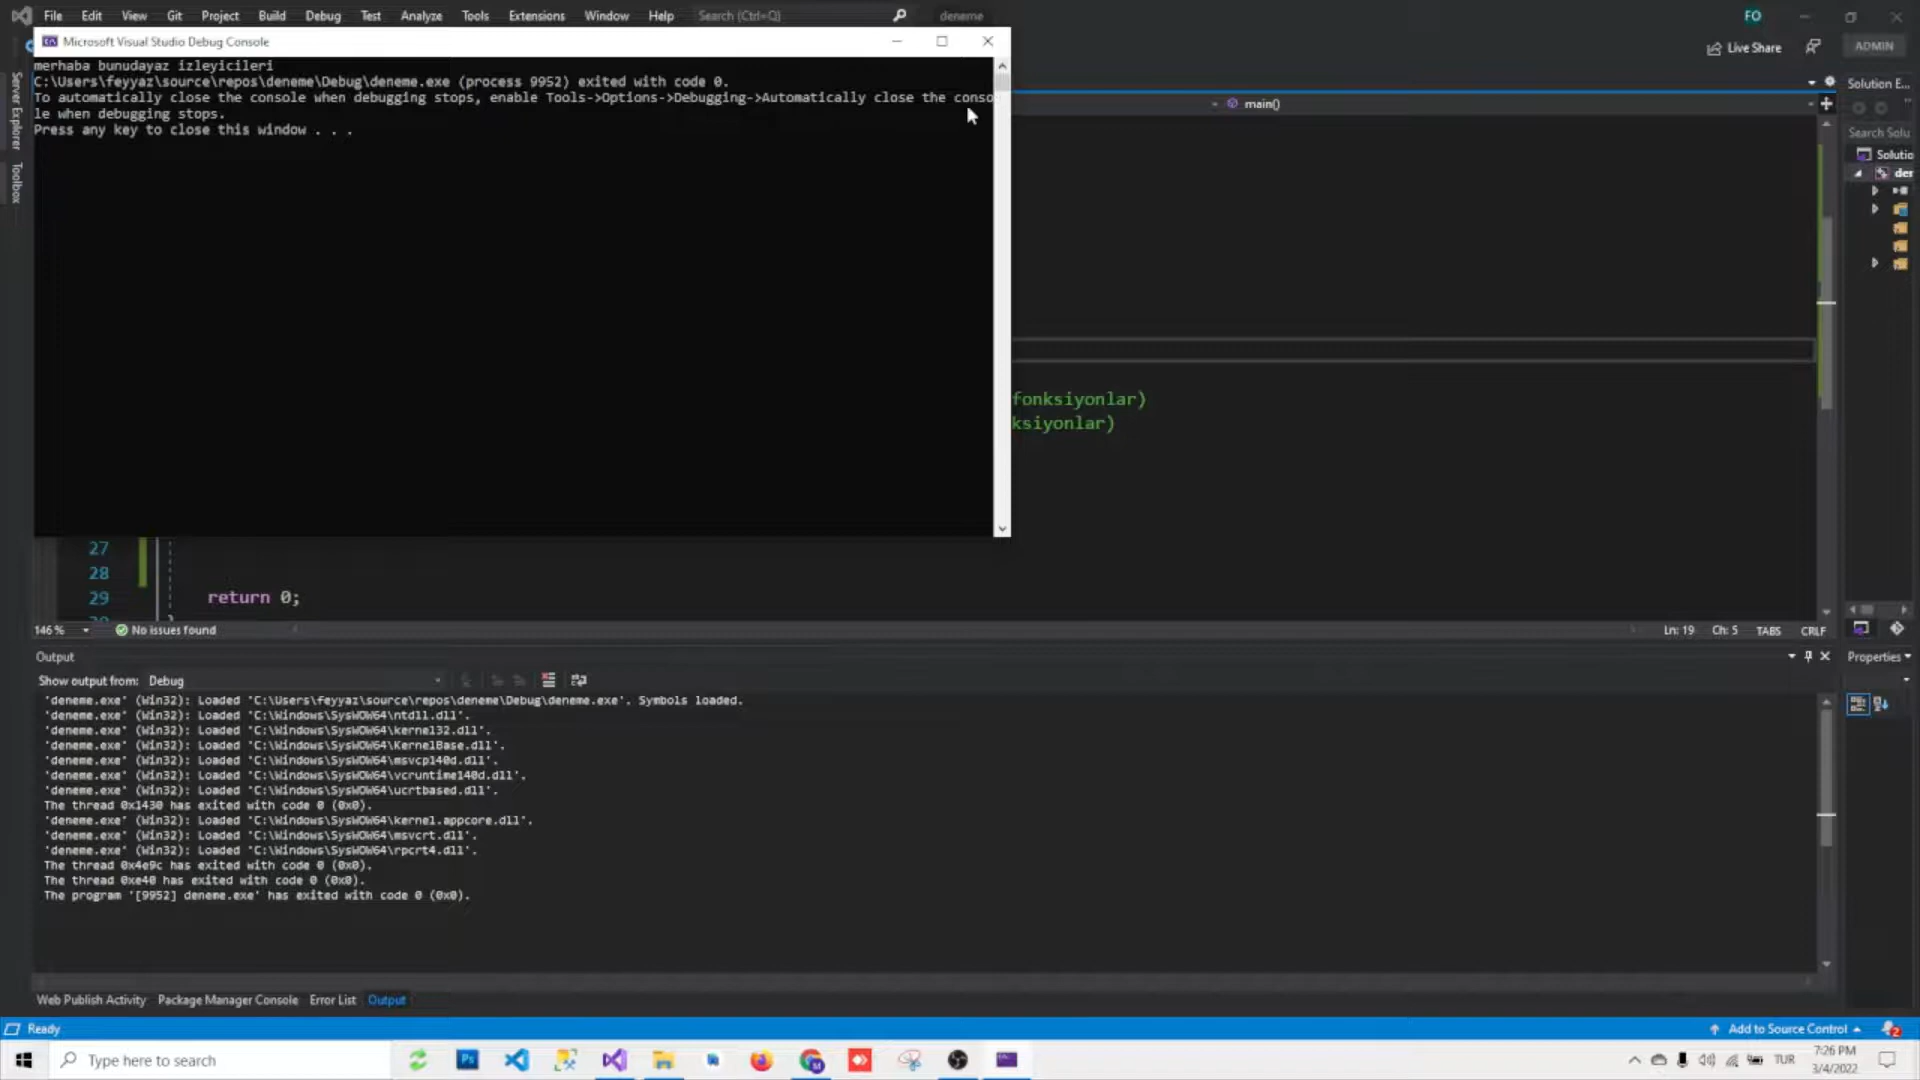 File Edit View Git Project Build Debug Test Analyze Tools Extensions Window Help Search (Ctrl+Q) deneme FO
Live Share ADMIN
Microsoft Visual Studio Debug Console
merhaba bunudayaz izleyicileri
C:\Users\feyyaz\source\repos\deneme\Debug\deneme.exe (process 9952) exited with code 0.
To automatically close the console when debugging stops, enable Tools->Options->Debugging->Automatically close the conso
le when debugging stops.
Press any key to close this window . . .
Server Explorer
Toolbox
main()
Solution E...
Search Solu
Solutio
der
fonksiyonlar)
ksiyonlar)
27
28
29 return 0;
146 % No issues found Ln: 19 Ch: 5 TABS CRLF
Output
Properties
Show output from: Debug
'deneme.exe' (Win32): Loaded 'C:\Users\feyyaz\source\repos\deneme\Debug\deneme.exe'. Symbols loaded.
'deneme.exe' (Win32): Loaded 'C:\Windows\SysWOW64\ntdll.dll'.
'deneme.exe' (Win32): Loaded 'C:\Windows\SysWOW64\kernel32.dll'.
'deneme.exe' (Win32): Loaded 'C:\Windows\SysWOW64\KernelBase.dll'.
'deneme.exe' (Win32): Loaded 'C:\Windows\SysWOW64\msvcp140d.dll'.
'deneme.exe' (Win32): Loaded 'C:\Windows\SysWOW64\vcruntime140d.dll'.
'deneme.exe' (Win32): Loaded 'C:\Windows\SysWOW64\ucrtbased.dll'.
The thread 0x1430 has exited with code 0 (0x0).
'deneme.exe' (Win32): Loaded 'C:\Windows\SysWOW64\kernel.appcore.dll'.
'deneme.exe' (Win32): Loaded 'C:\Windows\SysWOW64\msvcrt.dll'.
'deneme.exe' (Win32): Loaded 'C:\Windows\SysWOW64\rpcrt4.dll'.
The thread 0x4e9c has exited with code 0 (0x0).
The thread 0xe40 has exited with code 0 (0x0).
The program '[9952] deneme.exe' has exited with code 0 (0x0).
Web Publish Activity Package Manager Console Error List Output
Ready Add to Source Control 2
Type here to search Ps TUR 7:26 PM
3/4/2022